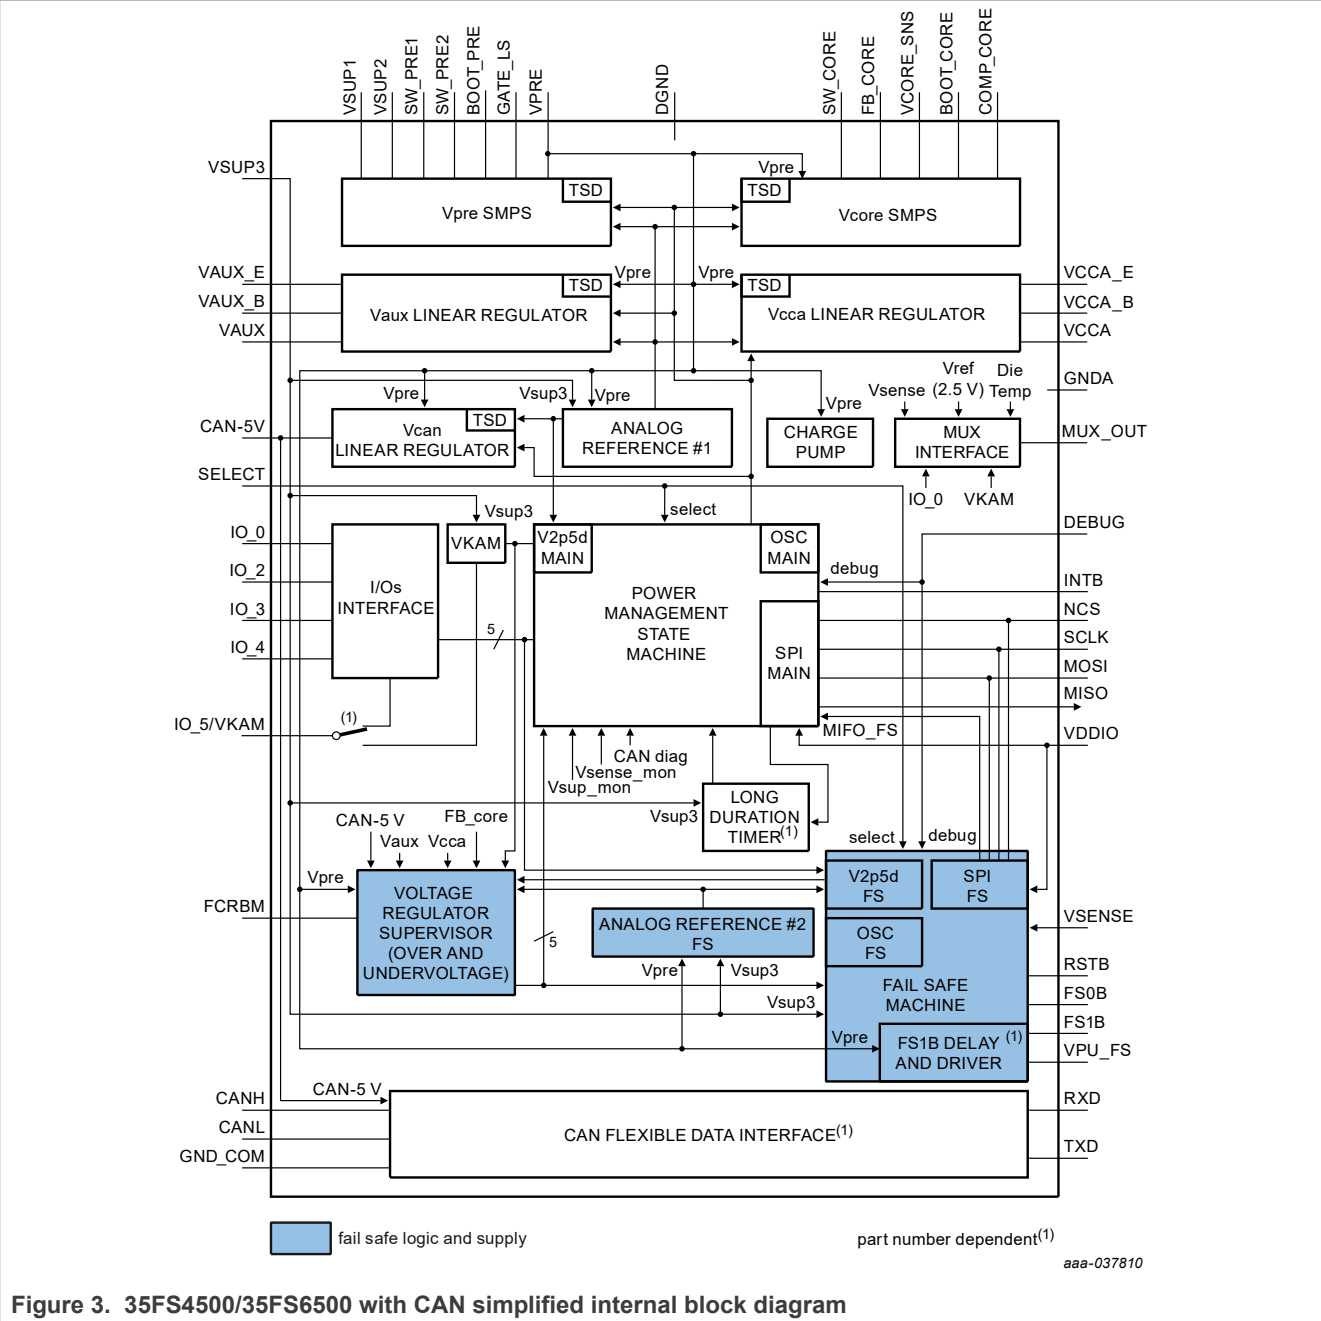 VSUP1
VSUP2
SW_PRE1
SW_PRE2
BOOT_PRE
GATE_LS
VPRE
DGND
SW_CORE
FB_CORE
VCORE_SNS
BOOT_CORE
COMP_CORE
VSUP3
Vpre
TSD
Vpre SMPS
TSD
Vcore SMPS
VAUX_E
VAUX_B
VAUX
Vpre
Vpre
TSD
Vaux LINEAR REGULATOR
TSD
Vcca LINEAR REGULATOR
VCCA_E
VCCA_B
VCCA
GNDA
Vpre
Vsup3
Vpre
Vpre
Vsense
Vref
(2.5 V)
Die
Temp
CAN-5V
TSD
Vcan
LINEAR REGULATOR
ANALOG
REFERENCE #1
CHARGE
PUMP
MUX
INTERFACE
MUX_OUT
SELECT
IO_0
VKAM
select
Vsup3
IO_0
IO_2
IO_3
IO_4
I/Os
INTERFACE
VKAM
V2p5d
MAIN
OSC
MAIN
POWER
MANAGEMENT
STATE
MACHINE
SPI
MAIN
5
debug
DEBUG
INTB
NCS
SCLK
MOSI
MISO
VDDIO
IO_5/VKAM
(1)
MIFO_FS
CAN diag
Vsense_mon
Vsup_mon
Vsup3
LONG
DURATION
TIMER(1)
CAN-5 V
Vaux
Vcca
FB_core
select
debug
Vpre
FCRBM
VOLTAGE
REGULATOR
SUPERVISOR
(OVER AND
UNDERVOLTAGE)
5
ANALOG REFERENCE #2
FS
Vpre
Vsup3
Vsup3
V2p5d
FS
SPI
FS
OSC
FS
FAIL SAFE
MACHINE
Vpre
FS1B DELAY (1)
AND DRIVER
VSENSE
RSTB
FS0B
FS1B
VPU_FS
CANH
CANL
GND_COM
CAN-5 V
CAN FLEXIBLE DATA INTERFACE(1)
RXD
TXD
fail safe logic and supply
part number dependent(1)
aaa-037810
Figure 3. 35FS4500/35FS6500 with CAN simplified internal block diagram